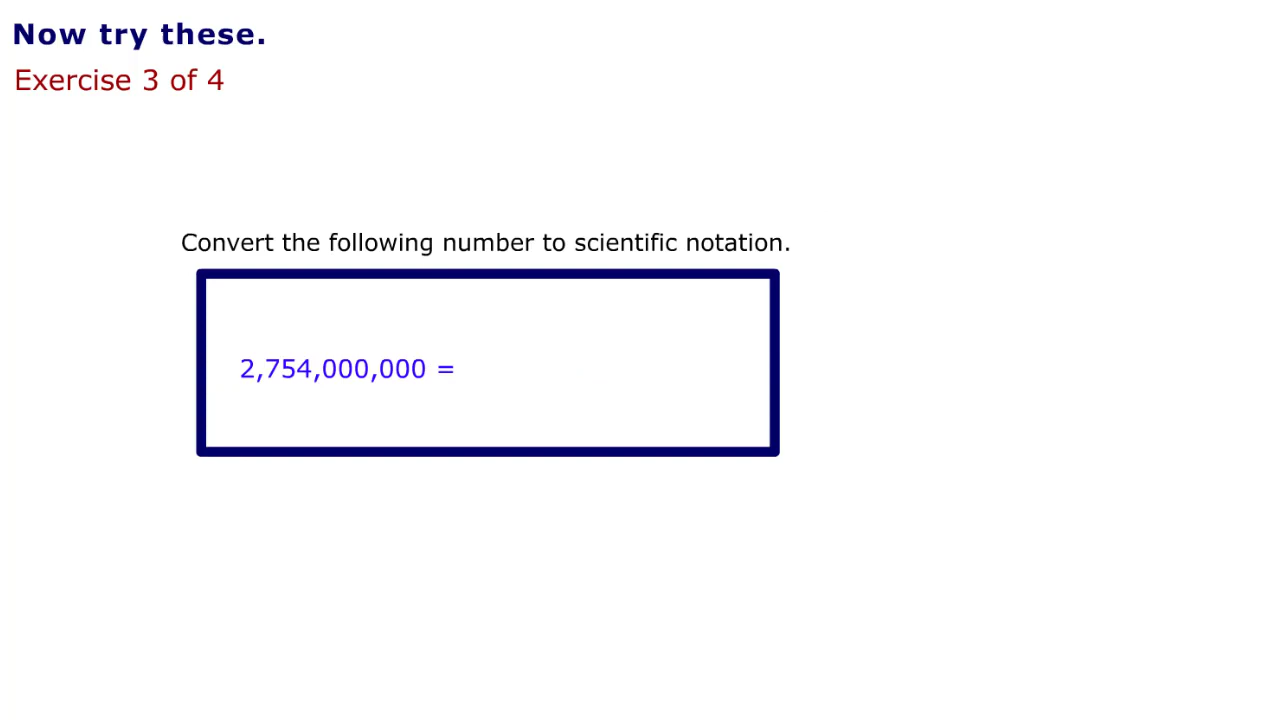 Now try these.
Exercise 3 of 4
Convert the following number to scientific notation.
2,754,000,000 =